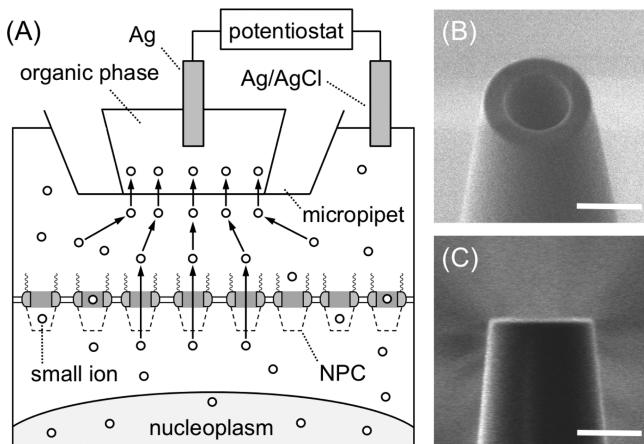 (A)
Ag
potentiostat
organic phase
Ag/AgCl
micropipet
small ion
NPC
nucleoplasm
(B)
(C)